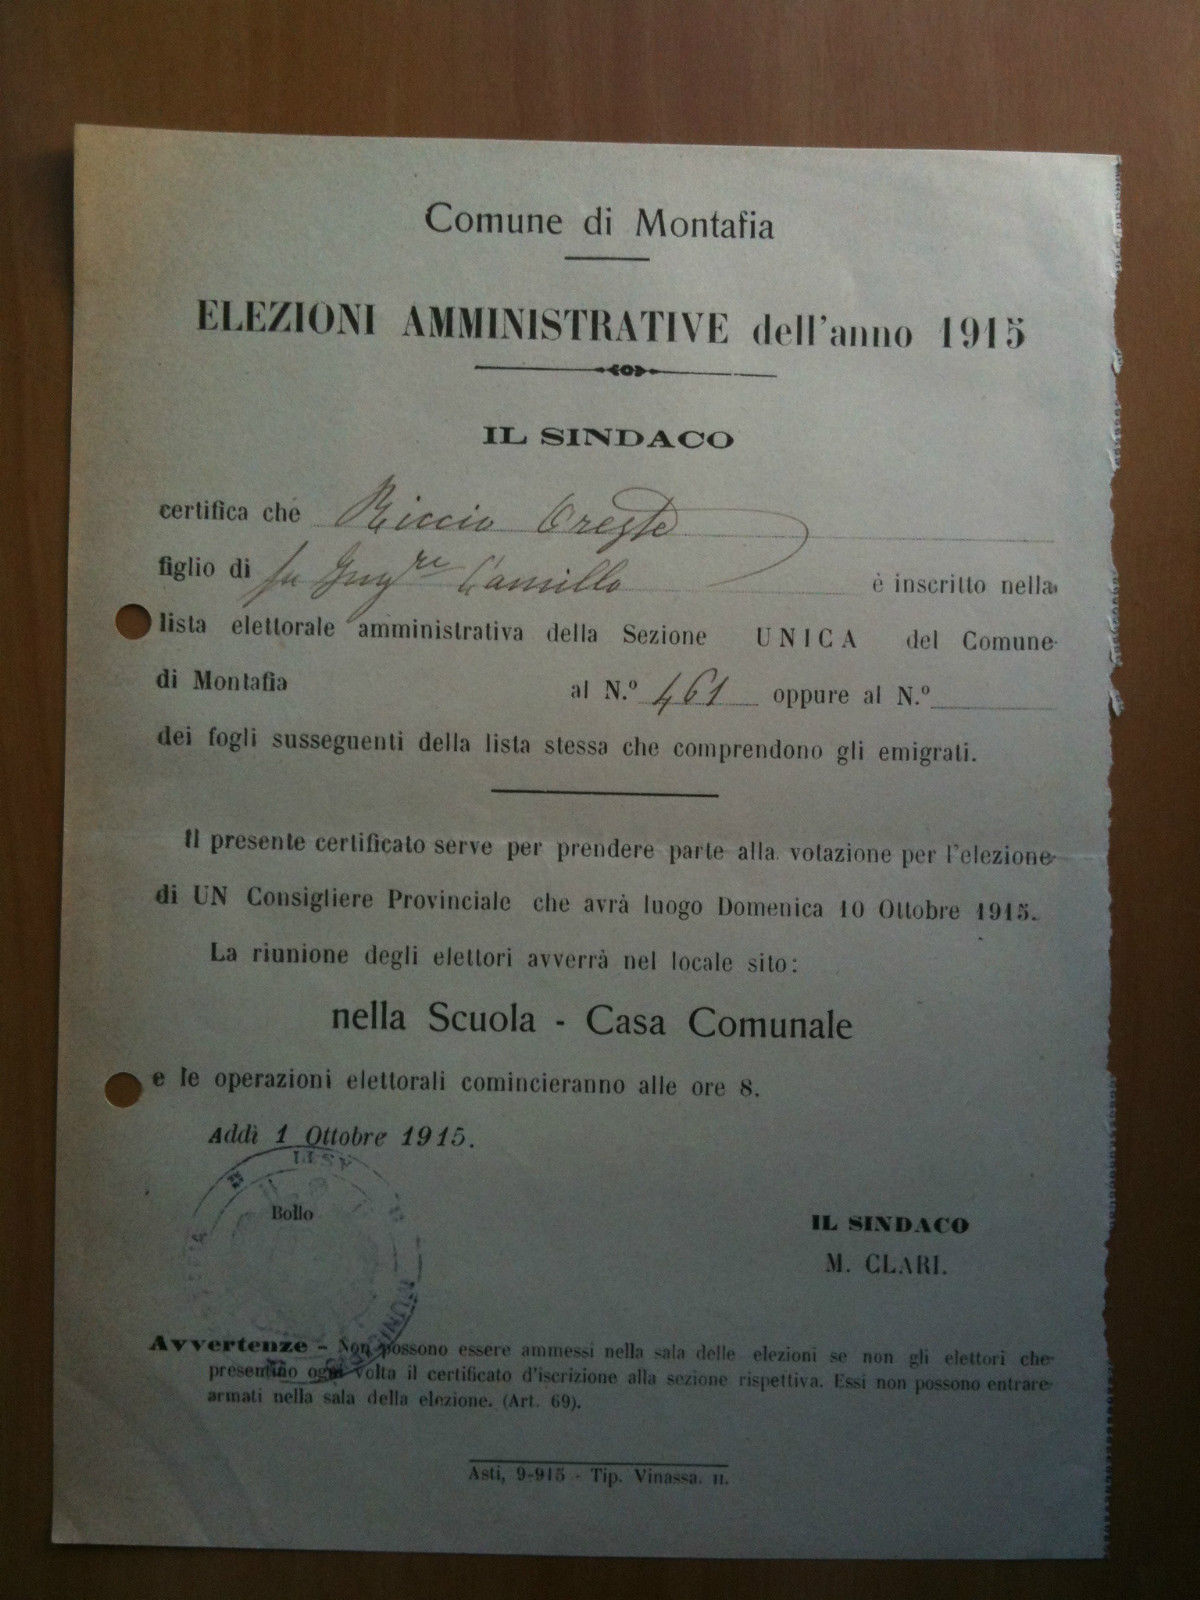 Comune di Montafia
ELEZIONI AMMINISTRATIVE dell'anno 1915
IL SINDACO
certifica che Riccio Oreste
figlio di fu Ing.re Camillo è inscritto nella
lista elettorale amministrativa della Sezione UNICA del Comune
di Montafia al N.º 461 oppure al N.º
dei fogli susseguenti della lista stessa che comprendono gli emigrati.
Il presente certificato serve per prendere parte alla votazione per l'elezione
di UN Consigliere Provinciale che avrà luogo Domenica 10 Ottobre 1915.
La riunione degli elettori avverrà nel locale sito:
nella Scuola - Casa Comunale
e le operazioni elettorali comincieranno alle ore 8.
Addì 1 Ottobre 1915.
Bollo
IL SINDACO
M. CLARI.
Avvertenze - Non possono essere ammessi nella sala delle elezioni se non gli elettori che
presentino ogni volta il certificato d'iscrizione alla sezione rispettiva. Essi non possono entrare
armati nella sala della elezione. (Art. 69).
Asti, 9-915 - Tip. Vinassa. II.